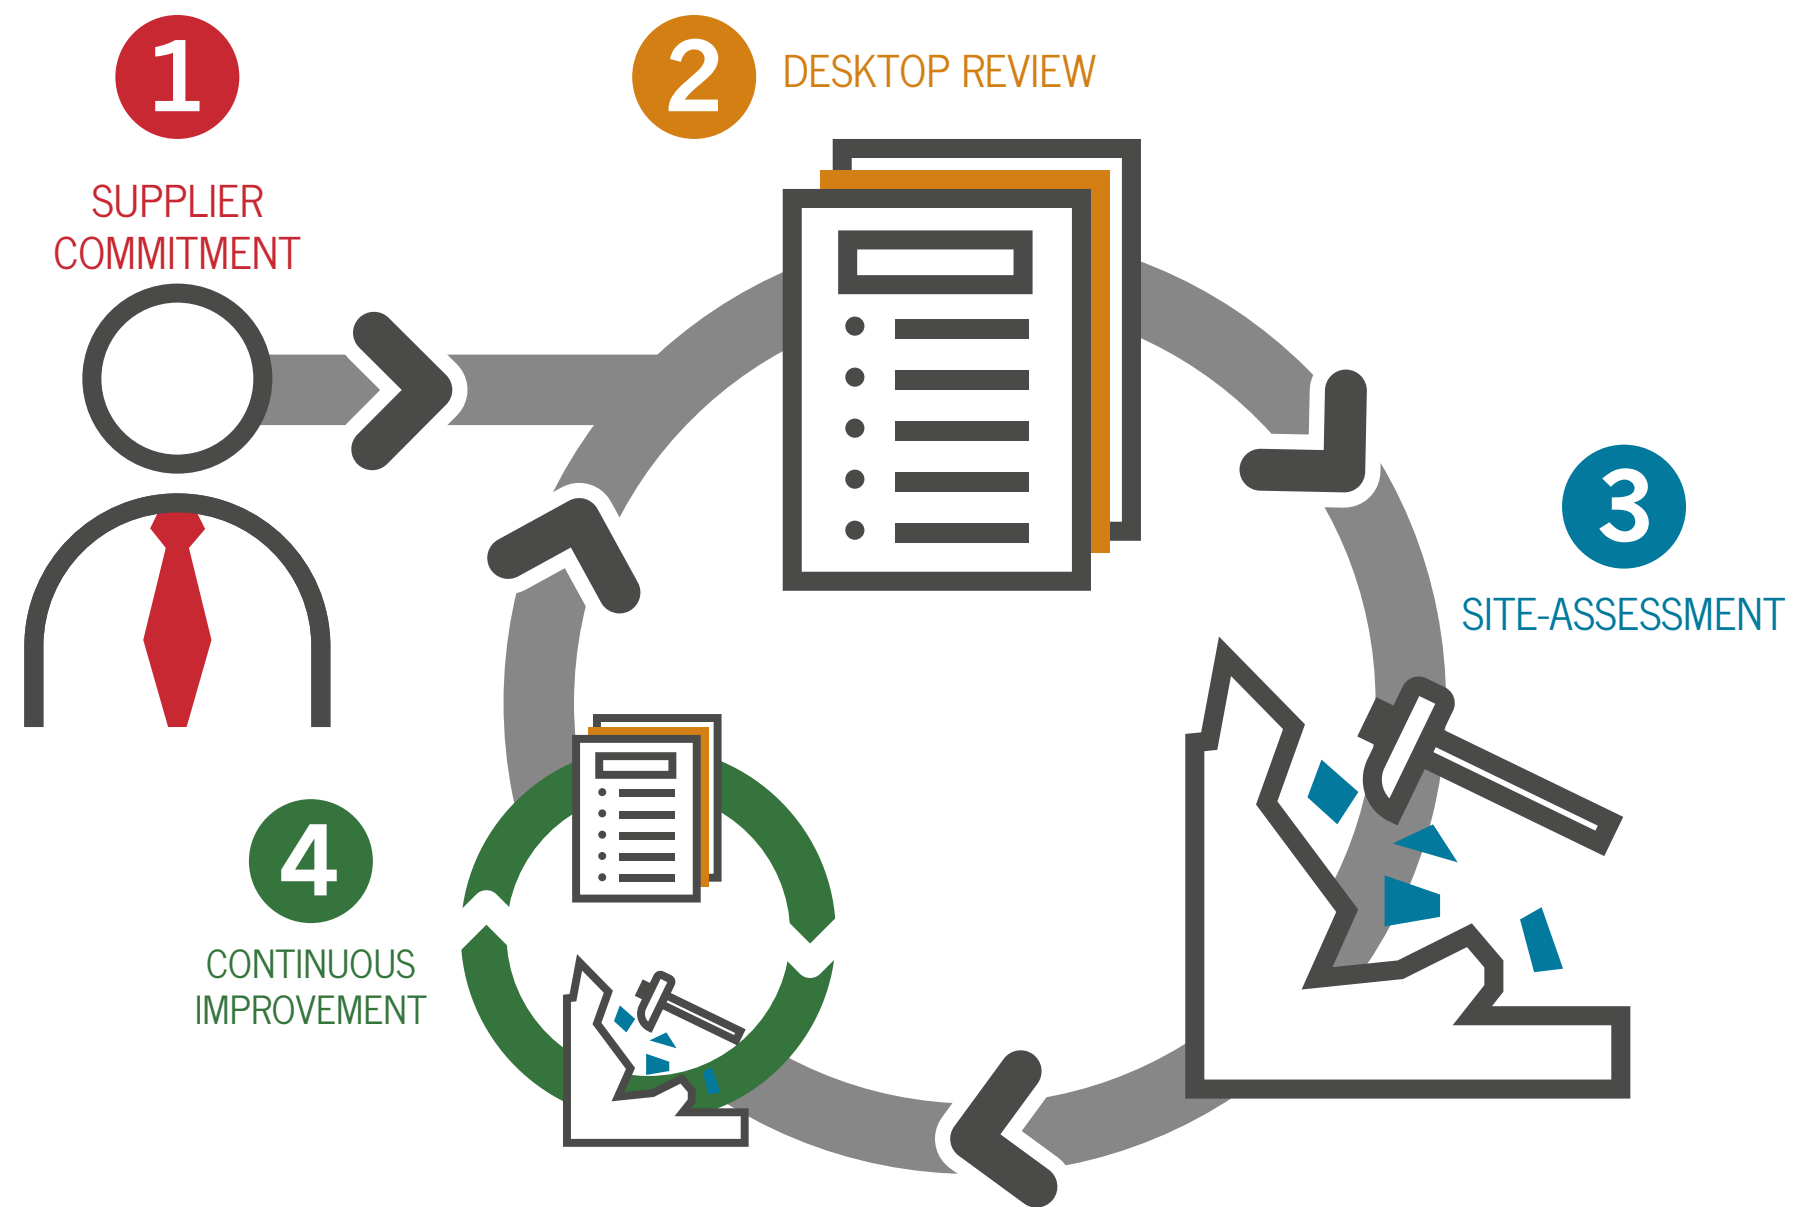 1
SUPPLIER
COMMITMENT
2
DESKTOP REVIEW
3
SITE-ASSESSMENT
4
CONTINUOUS
IMPROVEMENT